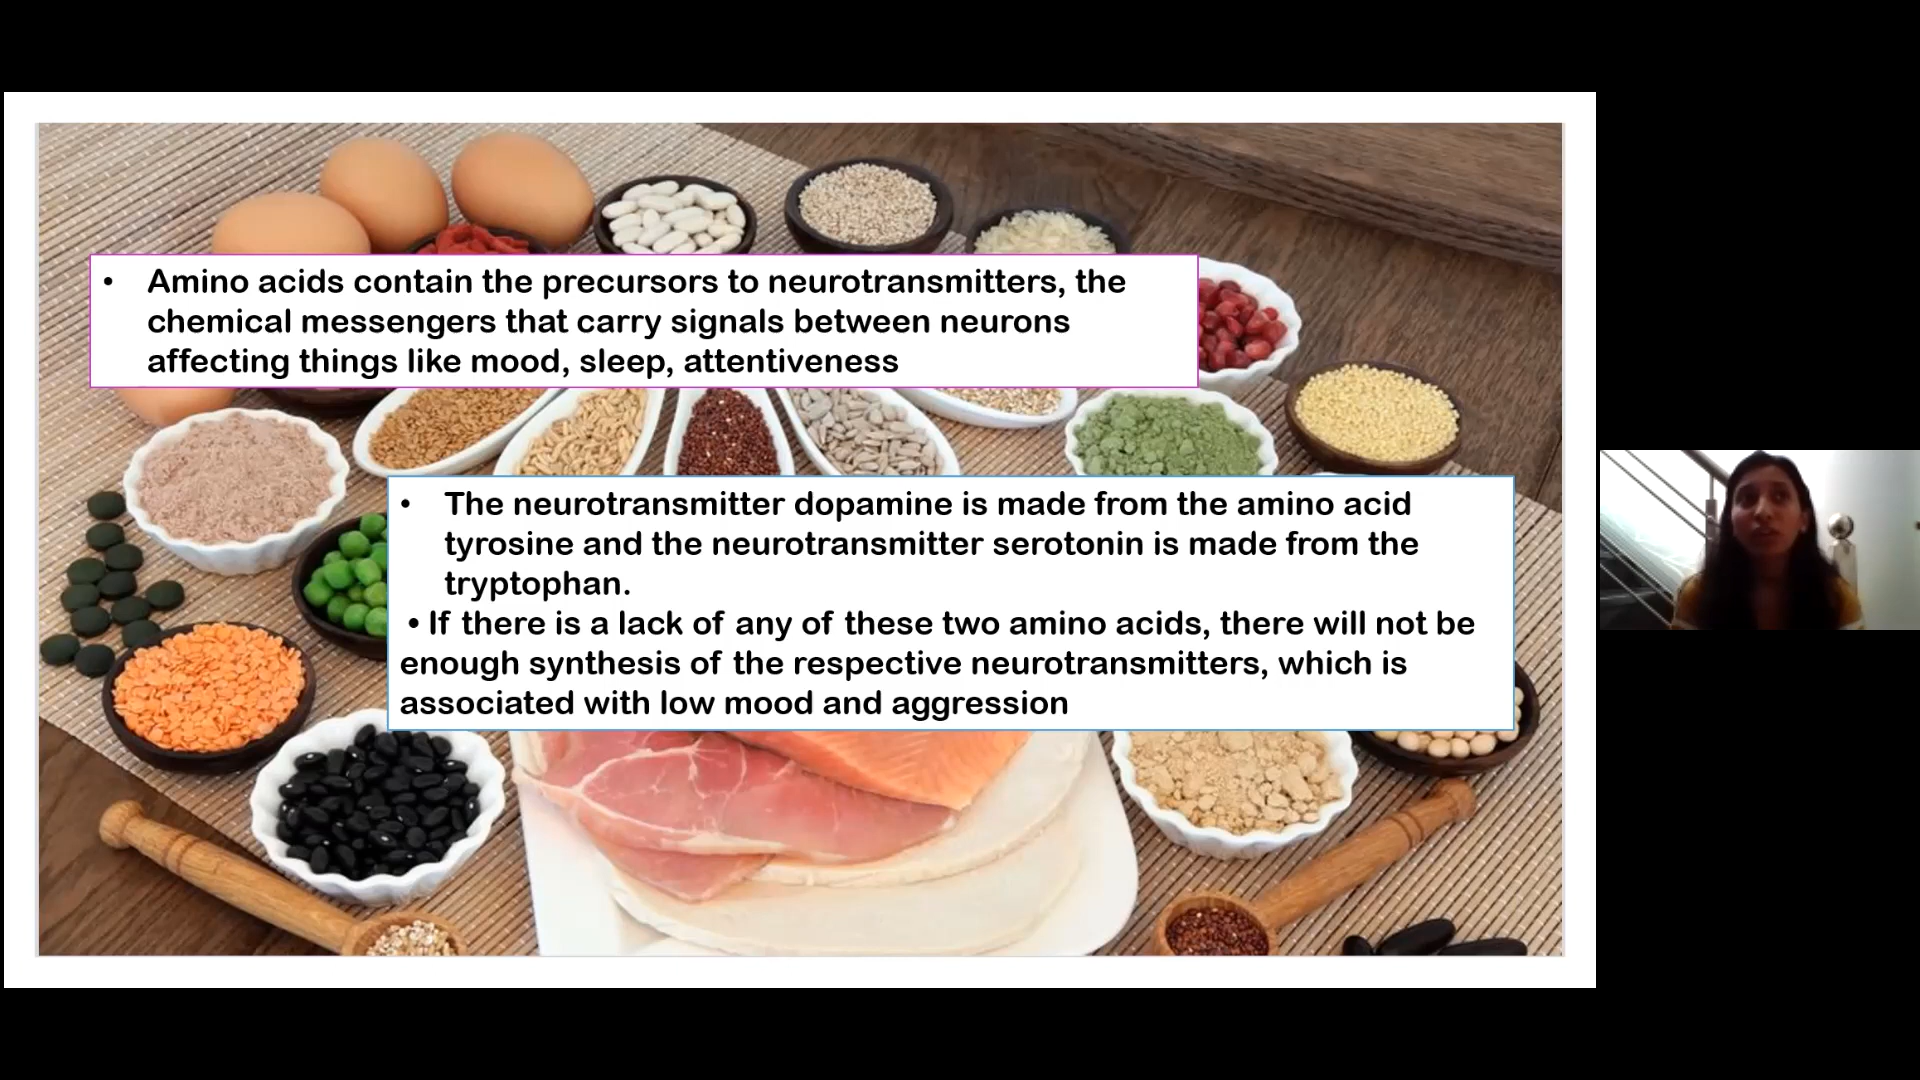 • Amino acids contain the precursors to neurotransmitters, the
chemical messengers that carry signals between neurons
affecting things like mood, sleep, attentiveness
• The neurotransmitter dopamine is made from the amino acid
tyrosine and the neurotransmitter serotonin is made from the
tryptophan.
• If there is a lack of any of these two amino acids, there will not be
enough synthesis of the respective neurotransmitters, which is
associated with low mood and aggression